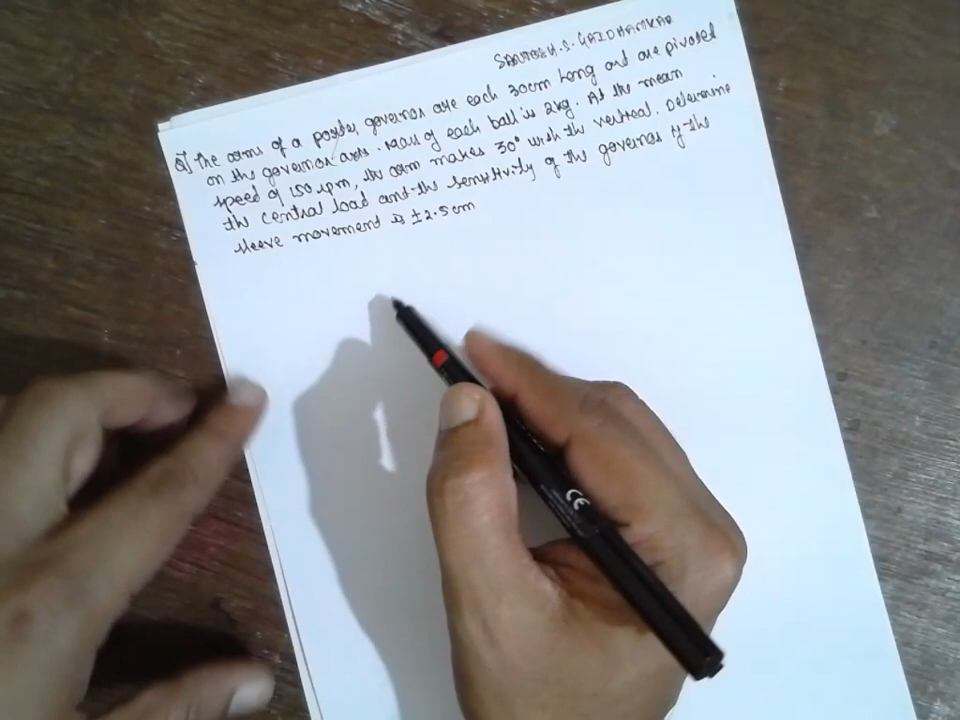 SANTOSH.S.GAIDHANKAR
Q] The arms of a porter governor are each 30cm long and are pivoted
on the governor axis. Mass of each ball is 2kg. At the mean
speed of 150 rpm, the arm makes 30° with the vertical. Determine
the central load and the sensitivity of the governor if the
sleeve movement is ±2.5cm
CE